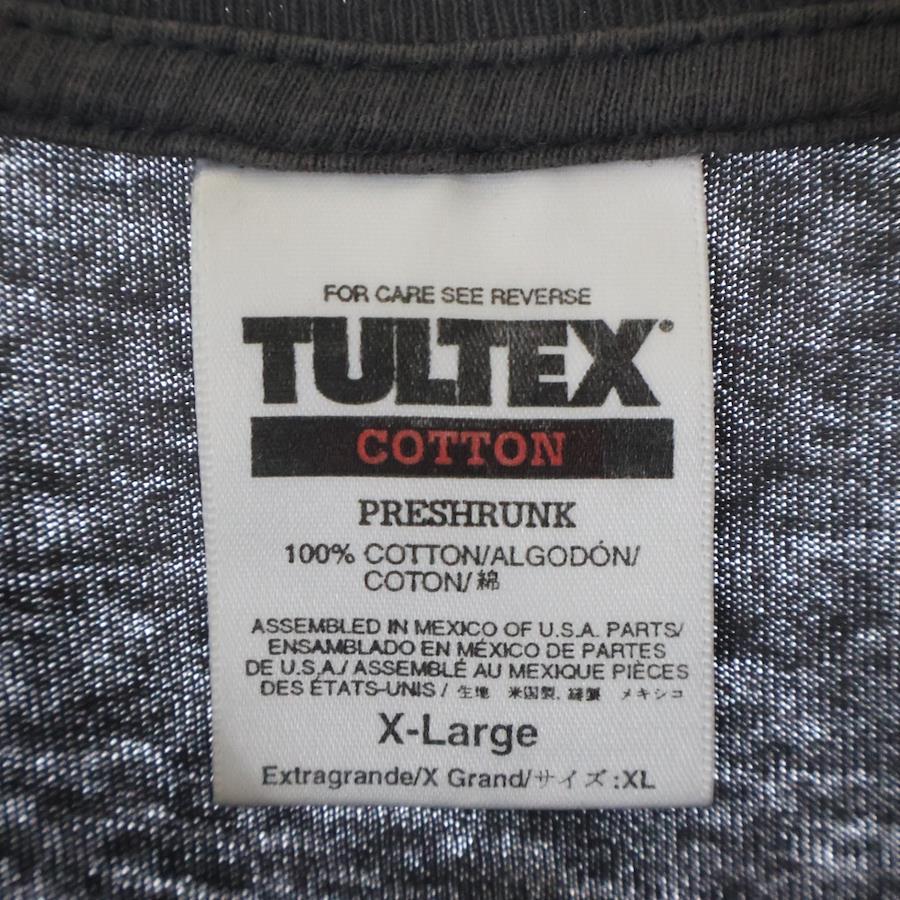 FOR CARE SEE REVERSE
TULTEX®
COTTON
PRESHRUNK
100% COTTON/ALGODÓN/
COTON/綿
ASSEMBLED IN MEXICO OF U.S.A. PARTS/
ENSAMBLADO EN MÉXICO DE PARTES
DE U.S.A./ASSEMBLÉ AU MEXIQUE PIÈCES
DES ÉTATS-UNIS/生地 米国製, 縫製 メキシコ
X-Large
Extragrande/X Grand/サイズ:XL